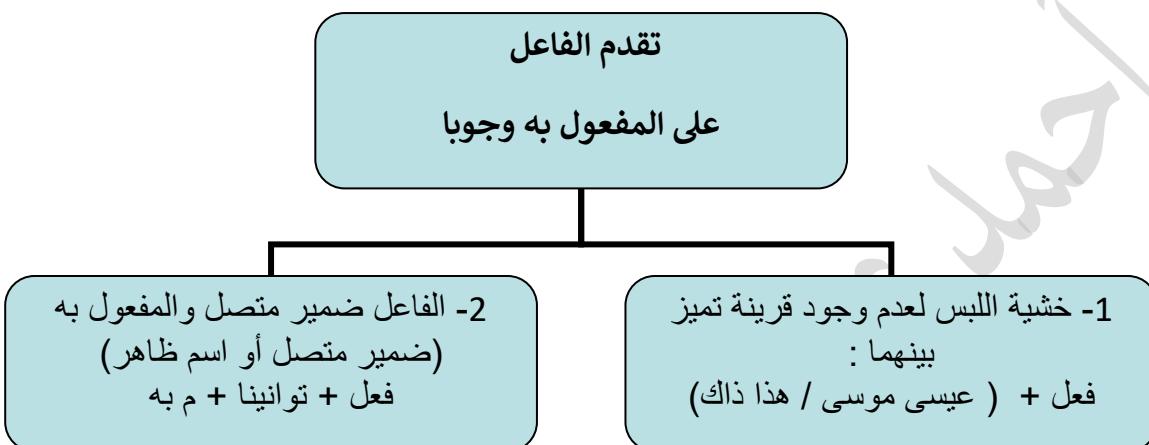 تقدم الفاعل
على المفعول به وجوبا
1- خشية اللبس لعدم وجود قرينة تميز
بينهما :
فعل + ( عيسى موسى / هذا ذاك)
2- الفاعل ضمير متصل والمفعول به
(ضمير متصل أو اسم ظاهر)
فعل + توانينا + م به
أحمد